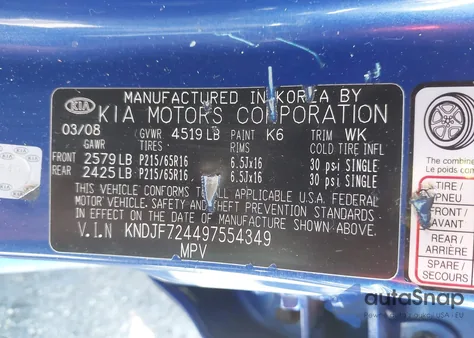 MANUFACTURED IN KOREA BY
KIA KIA MOTORS CORPORATION
03/08 GVWR 4519 LB PAINT K6 TRIM WK
GAWR TIRES RIMS COLD TIRE INFL
FRONT 2579 LB P215/65R16 6.5Jx16 30 psi SINGLE
REAR 2425 LB P215/65R16 6.5Jx16 30 psi SINGLE
THIS VEHICLE CONFORMS TO ALL APPLICABLE U.S.A. FEDERAL
MOTOR VEHICLE SAFETY, BUMPER, AND THEFT PREVENTION STANDARDS
IN EFFECT ON THE DATE OF MANUFACTURE SHOWN ABOVE.
V.I.N KNDJF724497554349
MPV
The combined
TIRE /
PNEU
FRONT /
AVANT
REAR /
ARRIÈRE
SPARE /
SECOURS
autoSnap